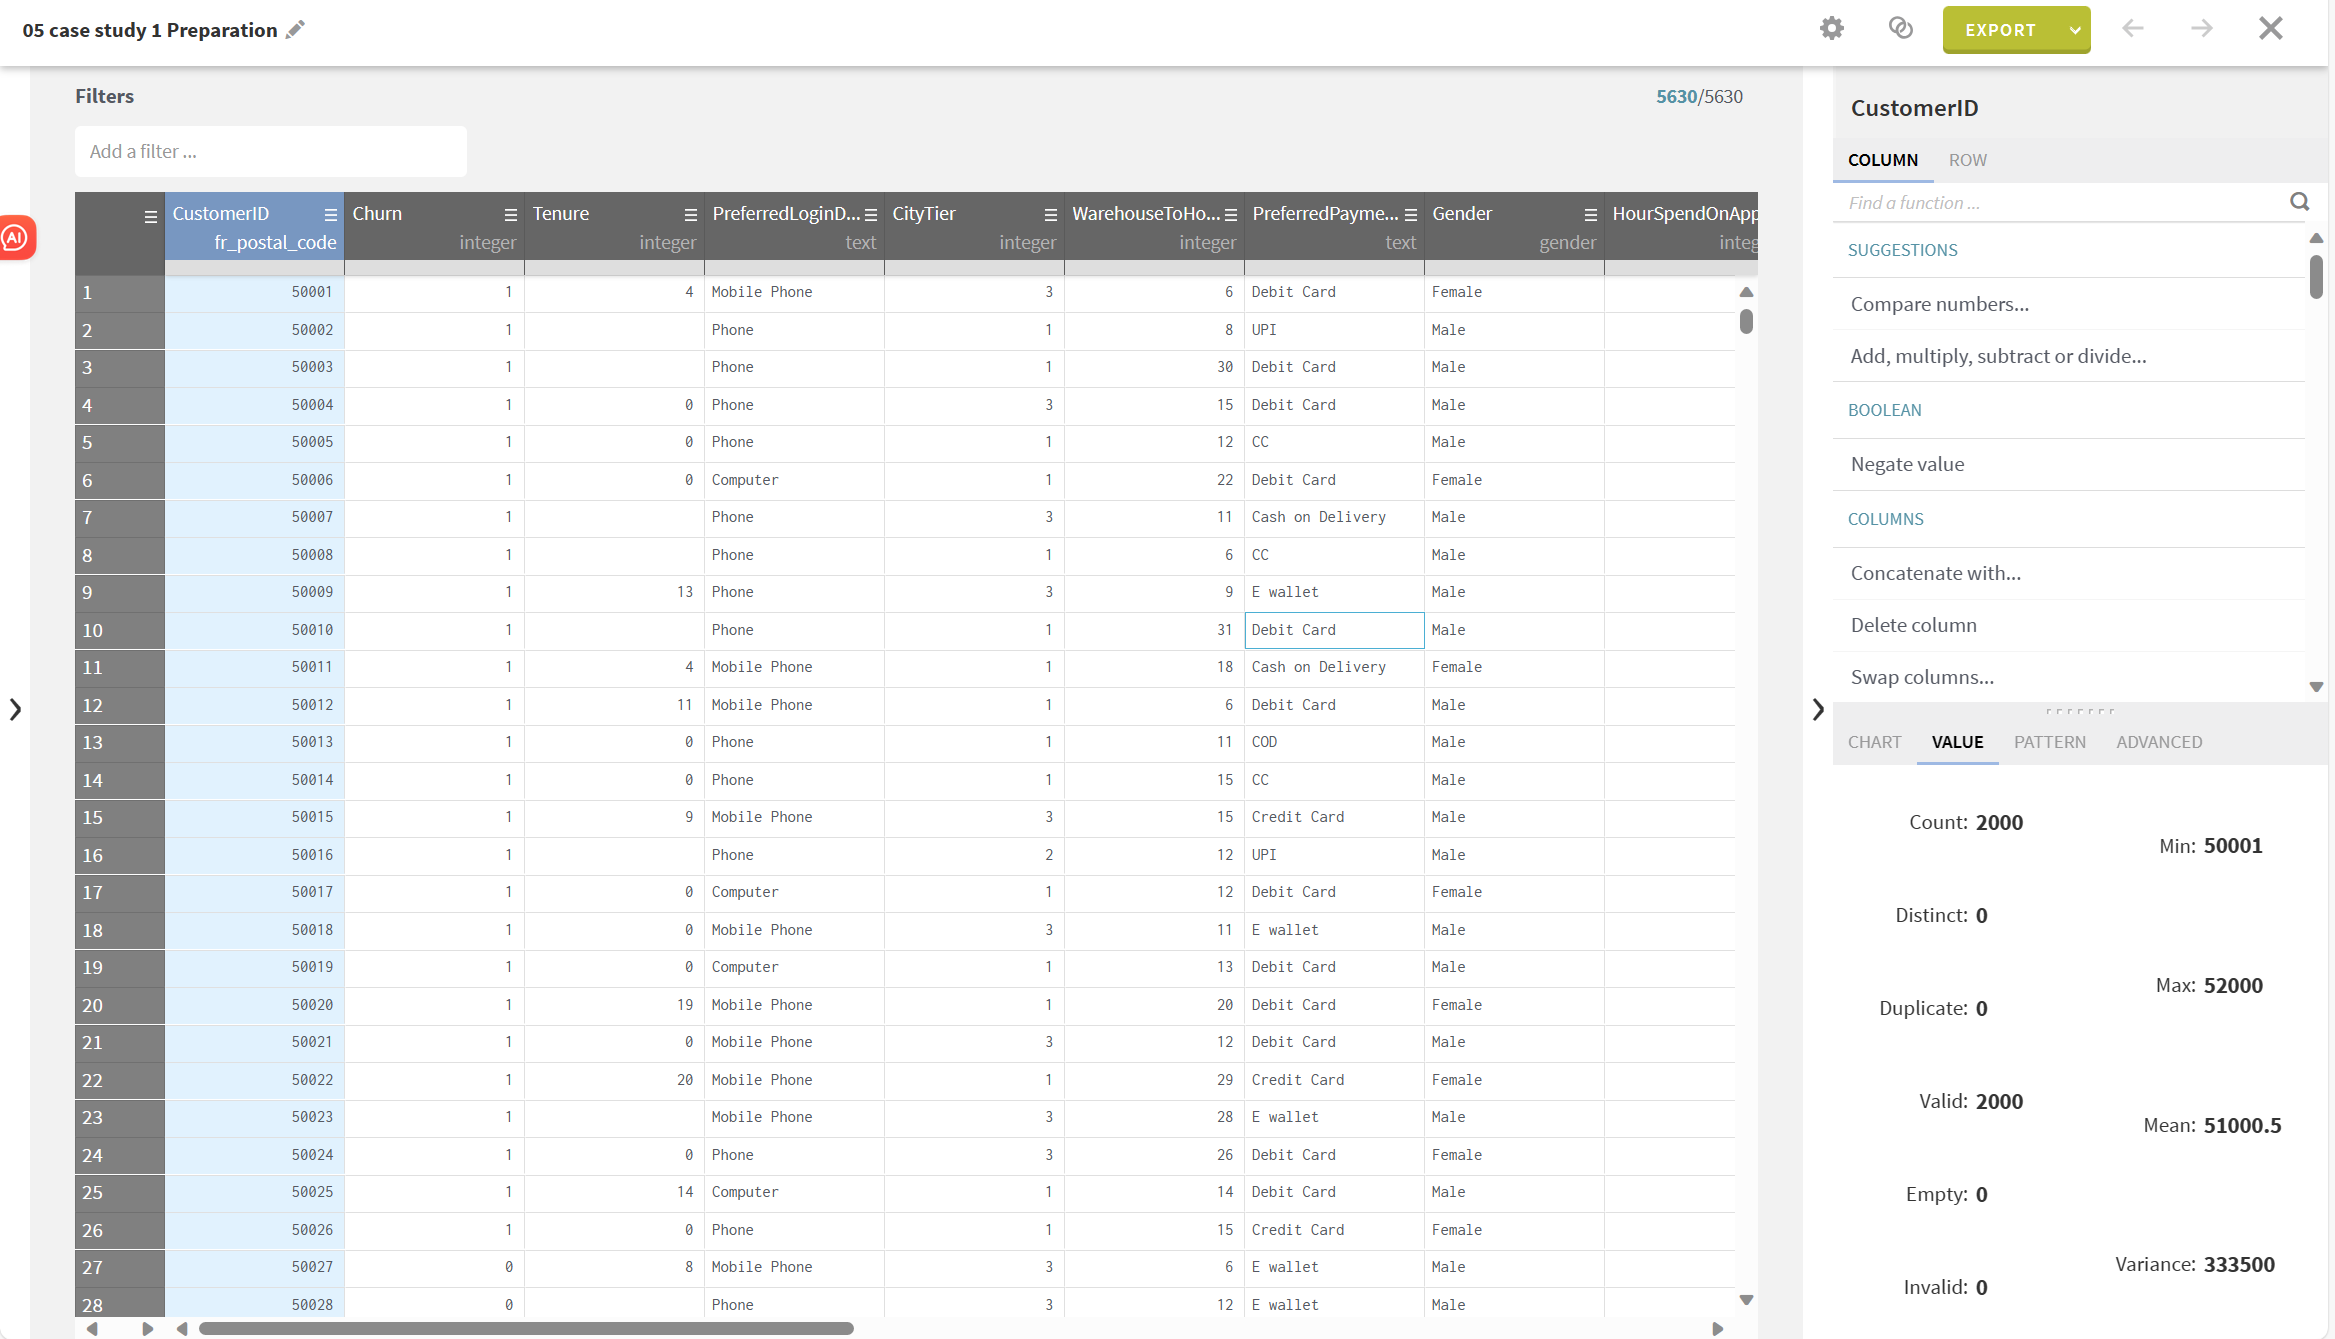 05 case study 1 Preparation
EXPORT
Filters
5630/5630
Add a filter ...
AI
CustomerID Churn Tenure PreferredLoginD... CityTier WarehouseToHo... PreferredPayme... Gender HourSpendOnApp
fr_postal_code integer integer text integer integer text gender integ
1 50001 1 4 Mobile Phone 3 6 Debit Card Female
2 50002 1 Phone 1 8 UPI Male
3 50003 1 Phone 1 30 Debit Card Male
4 50004 1 0 Phone 3 15 Debit Card Male
5 50005 1 0 Phone 1 12 CC Male
6 50006 1 0 Computer 1 22 Debit Card Female
7 50007 1 Phone 3 11 Cash on Delivery Male
8 50008 1 Phone 1 6 CC Male
9 50009 1 13 Phone 3 9 E wallet Male
10 50010 1 Phone 1 31 Debit Card Male
11 50011 1 4 Mobile Phone 1 18 Cash on Delivery Female
12 50012 1 11 Mobile Phone 1 6 Debit Card Male
13 50013 1 0 Phone 1 11 COD Male
14 50014 1 0 Phone 1 15 CC Male
15 50015 1 9 Mobile Phone 3 15 Credit Card Male
16 50016 1 Phone 2 12 UPI Male
17 50017 1 0 Computer 1 12 Debit Card Female
18 50018 1 0 Mobile Phone 3 11 E wallet Male
19 50019 1 0 Computer 1 13 Debit Card Male
20 50020 1 19 Mobile Phone 1 20 Debit Card Female
21 50021 1 0 Mobile Phone 3 12 Debit Card Male
22 50022 1 20 Mobile Phone 1 29 Credit Card Female
23 50023 1 Mobile Phone 3 28 E wallet Male
24 50024 1 0 Phone 3 26 Debit Card Female
25 50025 1 14 Computer 1 14 Debit Card Male
26 50026 1 0 Phone 1 15 Credit Card Female
27 50027 0 8 Mobile Phone 3 6 E wallet Male
28 50028 0 Phone 3 12 E wallet Male
CustomerID
COLUMN ROW
Find a function ...
SUGGESTIONS
Compare numbers...
Add, multiply, subtract or divide...
BOOLEAN
Negate value
COLUMNS
Concatenate with...
Delete column
Swap columns...
CHART VALUE PATTERN ADVANCED
Count: 2000
Min: 50001
Distinct: 0
Max: 52000
Duplicate: 0
Valid: 2000
Mean: 51000.5
Empty: 0
Variance: 333500
Invalid: 0